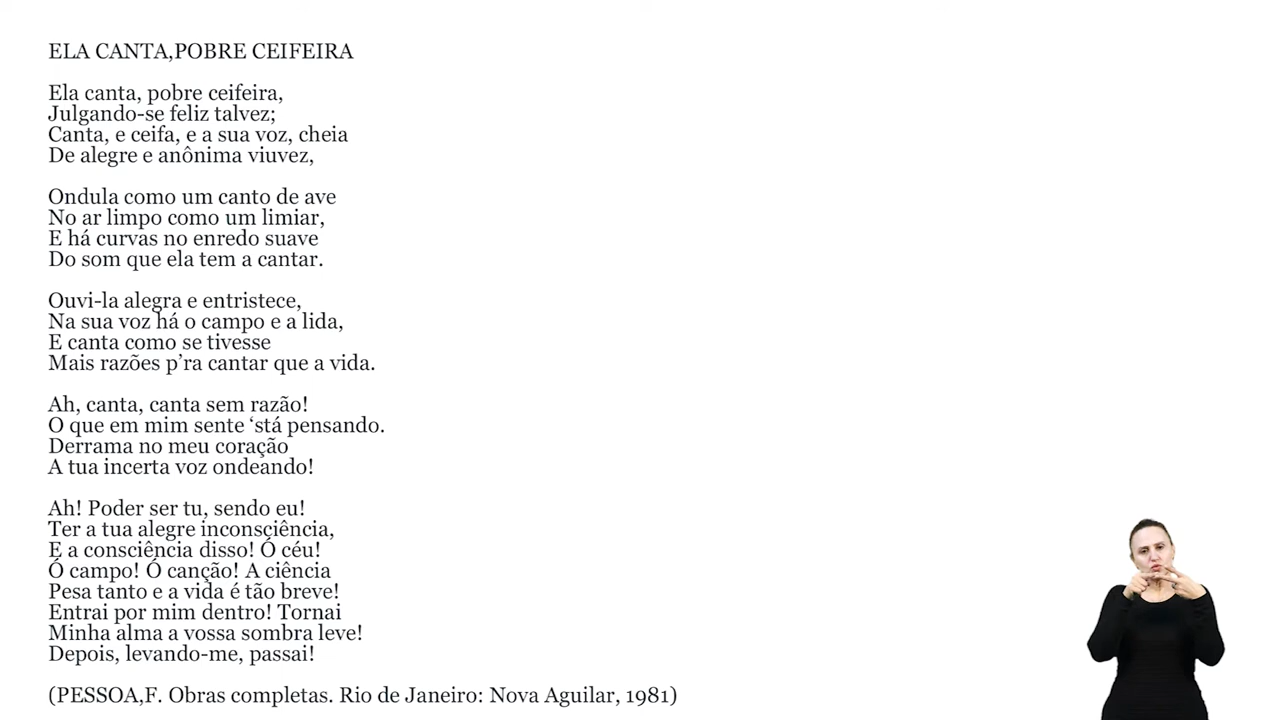 ELA CANTA,POBRE CEIFEIRA
Ela canta, pobre ceifeira,
Julgando-se feliz talvez;
Canta, e ceifa, e a sua voz, cheia
De alegre e anônima viuvez,
Ondula como um canto de ave
No ar limpo como um limiar,
E há curvas no enredo suave
Do som que ela tem a cantar.
Ouvi-la alegra e entristece,
Na sua voz há o campo e a lida,
E canta como se tivesse
Mais razões p’ra cantar que a vida.
Ah, canta, canta sem razão!
O que em mim sente ‘stá pensando.
Derrama no meu coração
A tua incerta voz ondeando!
Ah! Poder ser tu, sendo eu!
Ter a tua alegre inconsciência,
E a consciência disso! Ó céu!
Ó campo! Ó canção! A ciência
Pesa tanto e a vida é tão breve!
Entrai por mim dentro! Tornai
Minha alma a vossa sombra leve!
Depois, levando-me, passai!
(PESSOA,F. Obras completas. Rio de Janeiro: Nova Aguilar, 1981)